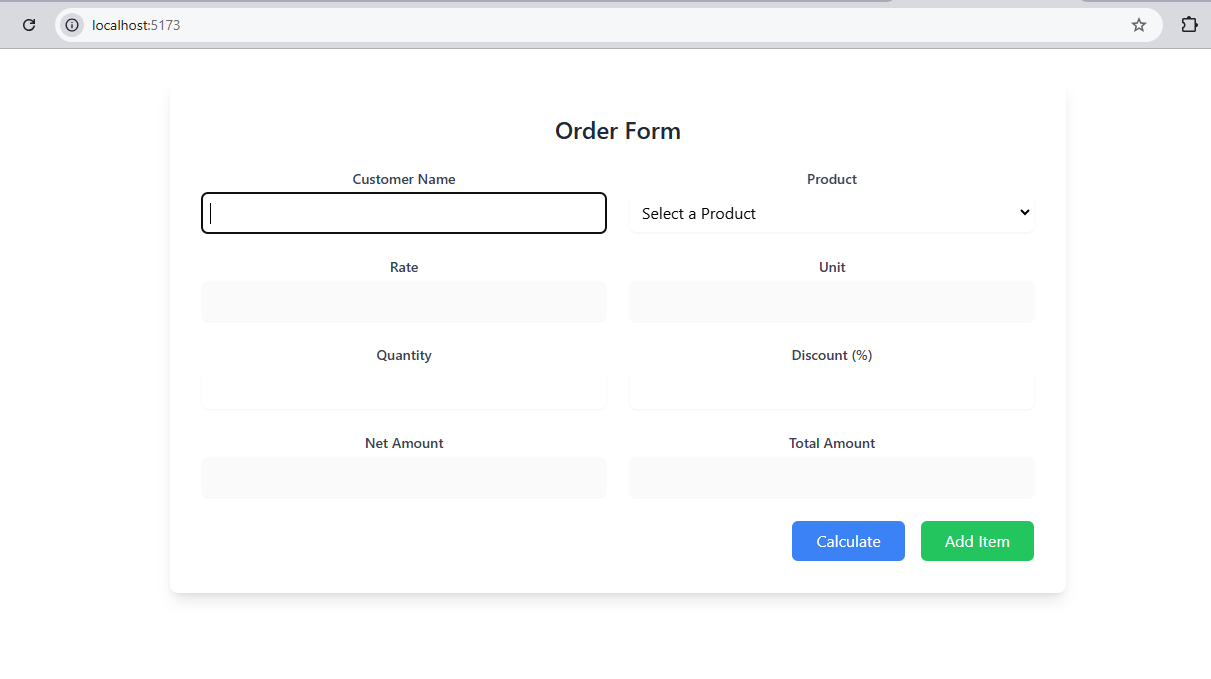 localhost:5173
Order Form
Customer Name
Product
Select a Product
Rate
Unit
Quantity
Discount (%)
Net Amount
Total Amount
Calculate
Add Item